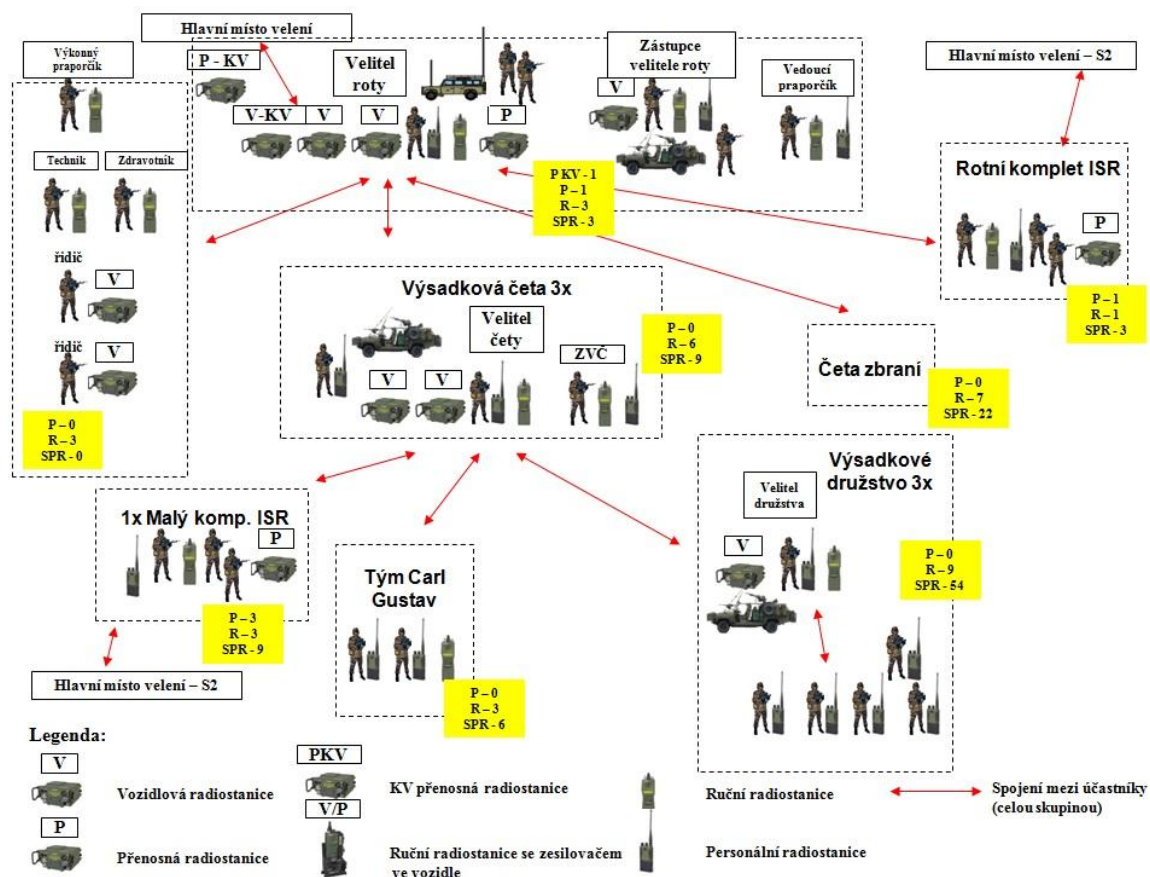 Hlavní místo velení
Výkonný
praporčík
P - KV
Velitel
roty
Zástupce
velitele roty
V
Vedoucí
praporčík
Hlavní místo velení – S2
V-KV
V
V
P
Technik
Zdravotník
PKV - 1
P – 1
R – 3
SPR – 3
Rotní komplet ISR
P
P – 1
R – 1
SPR – 3
řidič
V
řidič
V
P – 0
R – 3
SPR – 0
Výsadková četa 3x
Velitel
čety
V
V
ZVČ
P – 0
R – 6
SPR - 9
Četa zbraní
P – 0
R – 7
SPR - 22
1x Malý komp. ISR
P
P – 3
R – 3
SPR - 9
Hlavní místo velení – S2
Tým Carl
Gustav
P – 0
R – 3
SPR - 6
Výsadkové
družstvo 3x
Velitel
družstva
V
P – 0
R – 9
SPR - 54
Legenda:
V
Vozidlová radiostanice
P
Přenosná radiostanice
PKV
KV přenosná radiostanice
V/P
Ruční radiostanice se zesilovačem
ve vozidle
Ruční radiostanice
Personální radiostanice
Spojení mezi účastníky
(celou skupinou)